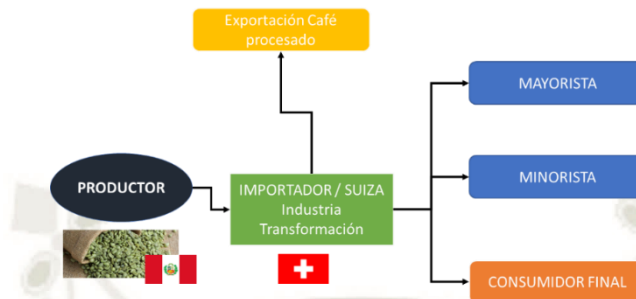 Exportación Café
procesado
MAYORISTA
MINORISTA
PRODUCTOR
IMPORTADOR / SUIZA
Industria
Transformación
CONSUMIDOR FINAL